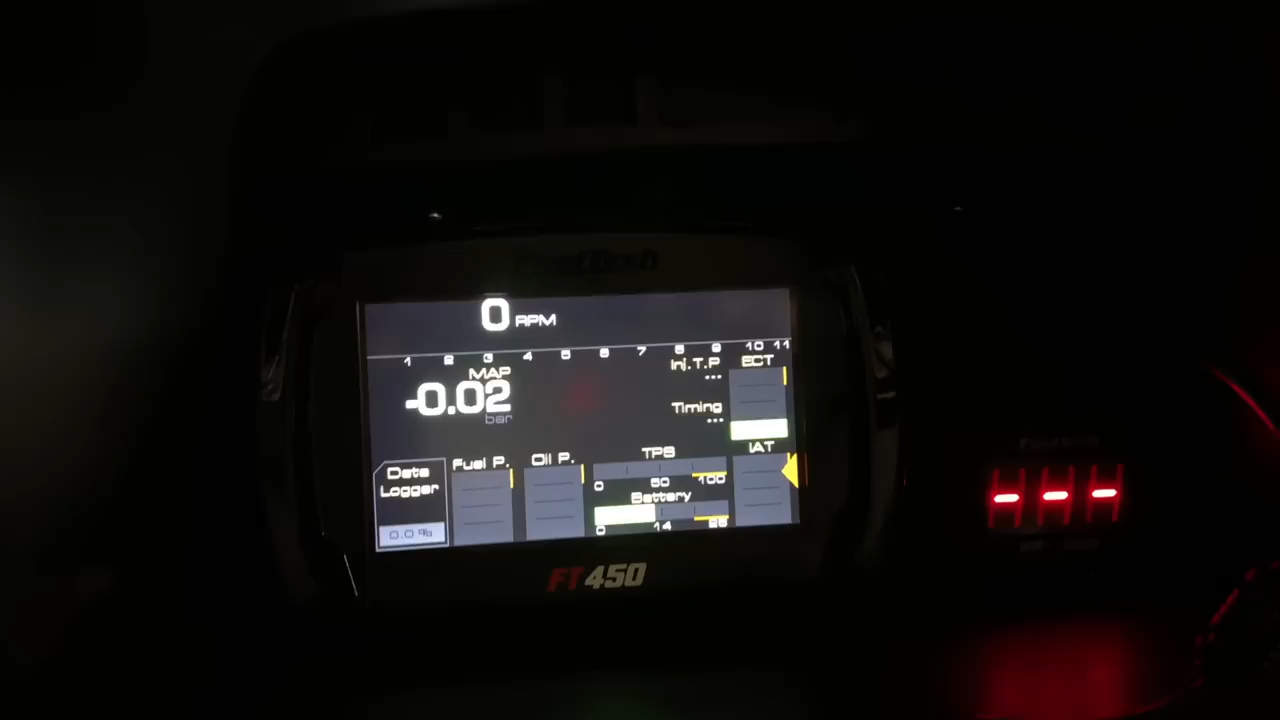 0 RPM
1 2 3 4 5 6 7 8 9 10 11
MAP
-0.02
bar
Inj.T.P
---
Timing
---
ECT
Data
Logger
0.0 %
Fuel P.
Oil P.
TPS
0 50 100
Battery
0 14
IAT
FT450
---